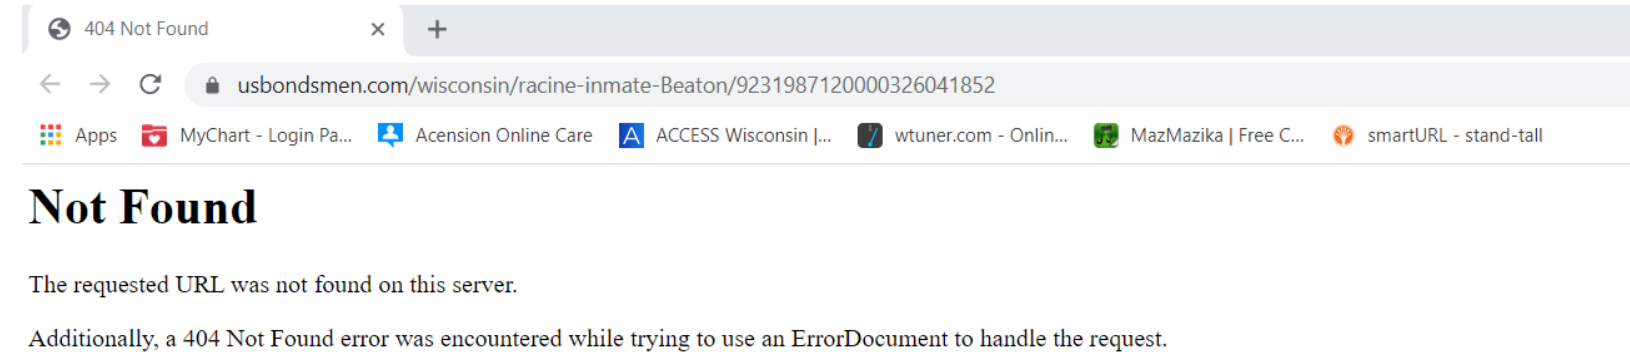 404 Not Found
usbondsmen.com/wisconsin/racine-inmate-Beaton/9231987120000326041852
Apps MyChart - Login Pa... Acension Online Care A ACCESS Wisconsin |... wtuner.com - Onlin... MazMazika | Free C... smartURL - stand-tall
Not Found
The requested URL was not found on this server.
Additionally, a 404 Not Found error was encountered while trying to use an ErrorDocument to handle the request.